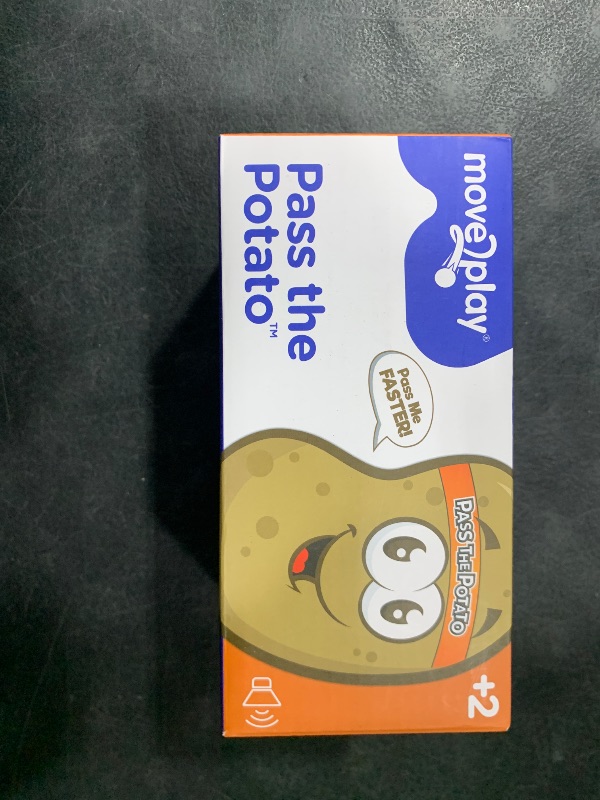 move2play®
Pass the
Potato™
Pass Me
FASTER!
PASS THE POTATO
+2